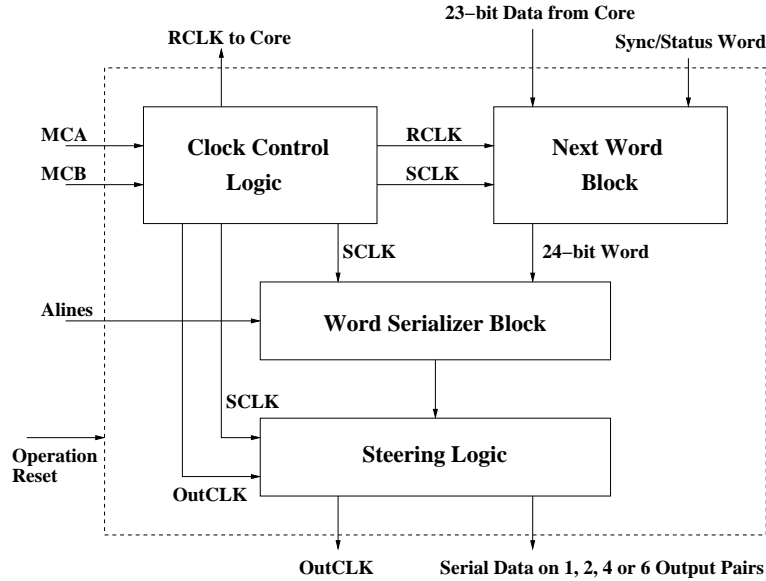 23−bit Data from Core
RCLK to Core
Sync/Status Word
MCA
MCB
Clock Control
Logic
RCLK
SCLK
Next Word
Block
SCLK
24−bit Word
Alines
Word Serializer Block
SCLK
Steering Logic
Operation
Reset
OutCLK
OutCLK
Serial Data on 1, 2, 4 or 6 Output Pairs